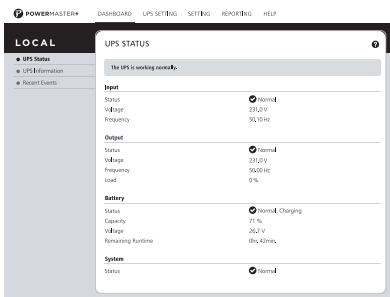 POWERMASTER+
DASHBOARD UPS SETTING SETTING REPORTING HELP
LOCAL
UPS Status
UPS Information
Recent Events
UPS STATUS
The UPS is working normally.
Input
Status Normal
Voltage 231,0 V
Frequency 50,10 Hz
Output
Status Normal
Voltage 231,0 V
Frequency 50,00 Hz
Load 0 %
Battery
Status Normal, Charging
Capacity 71 %
Voltage 26,7 V
Remaining Runtime 0hr. 42min.
System
Status Normal